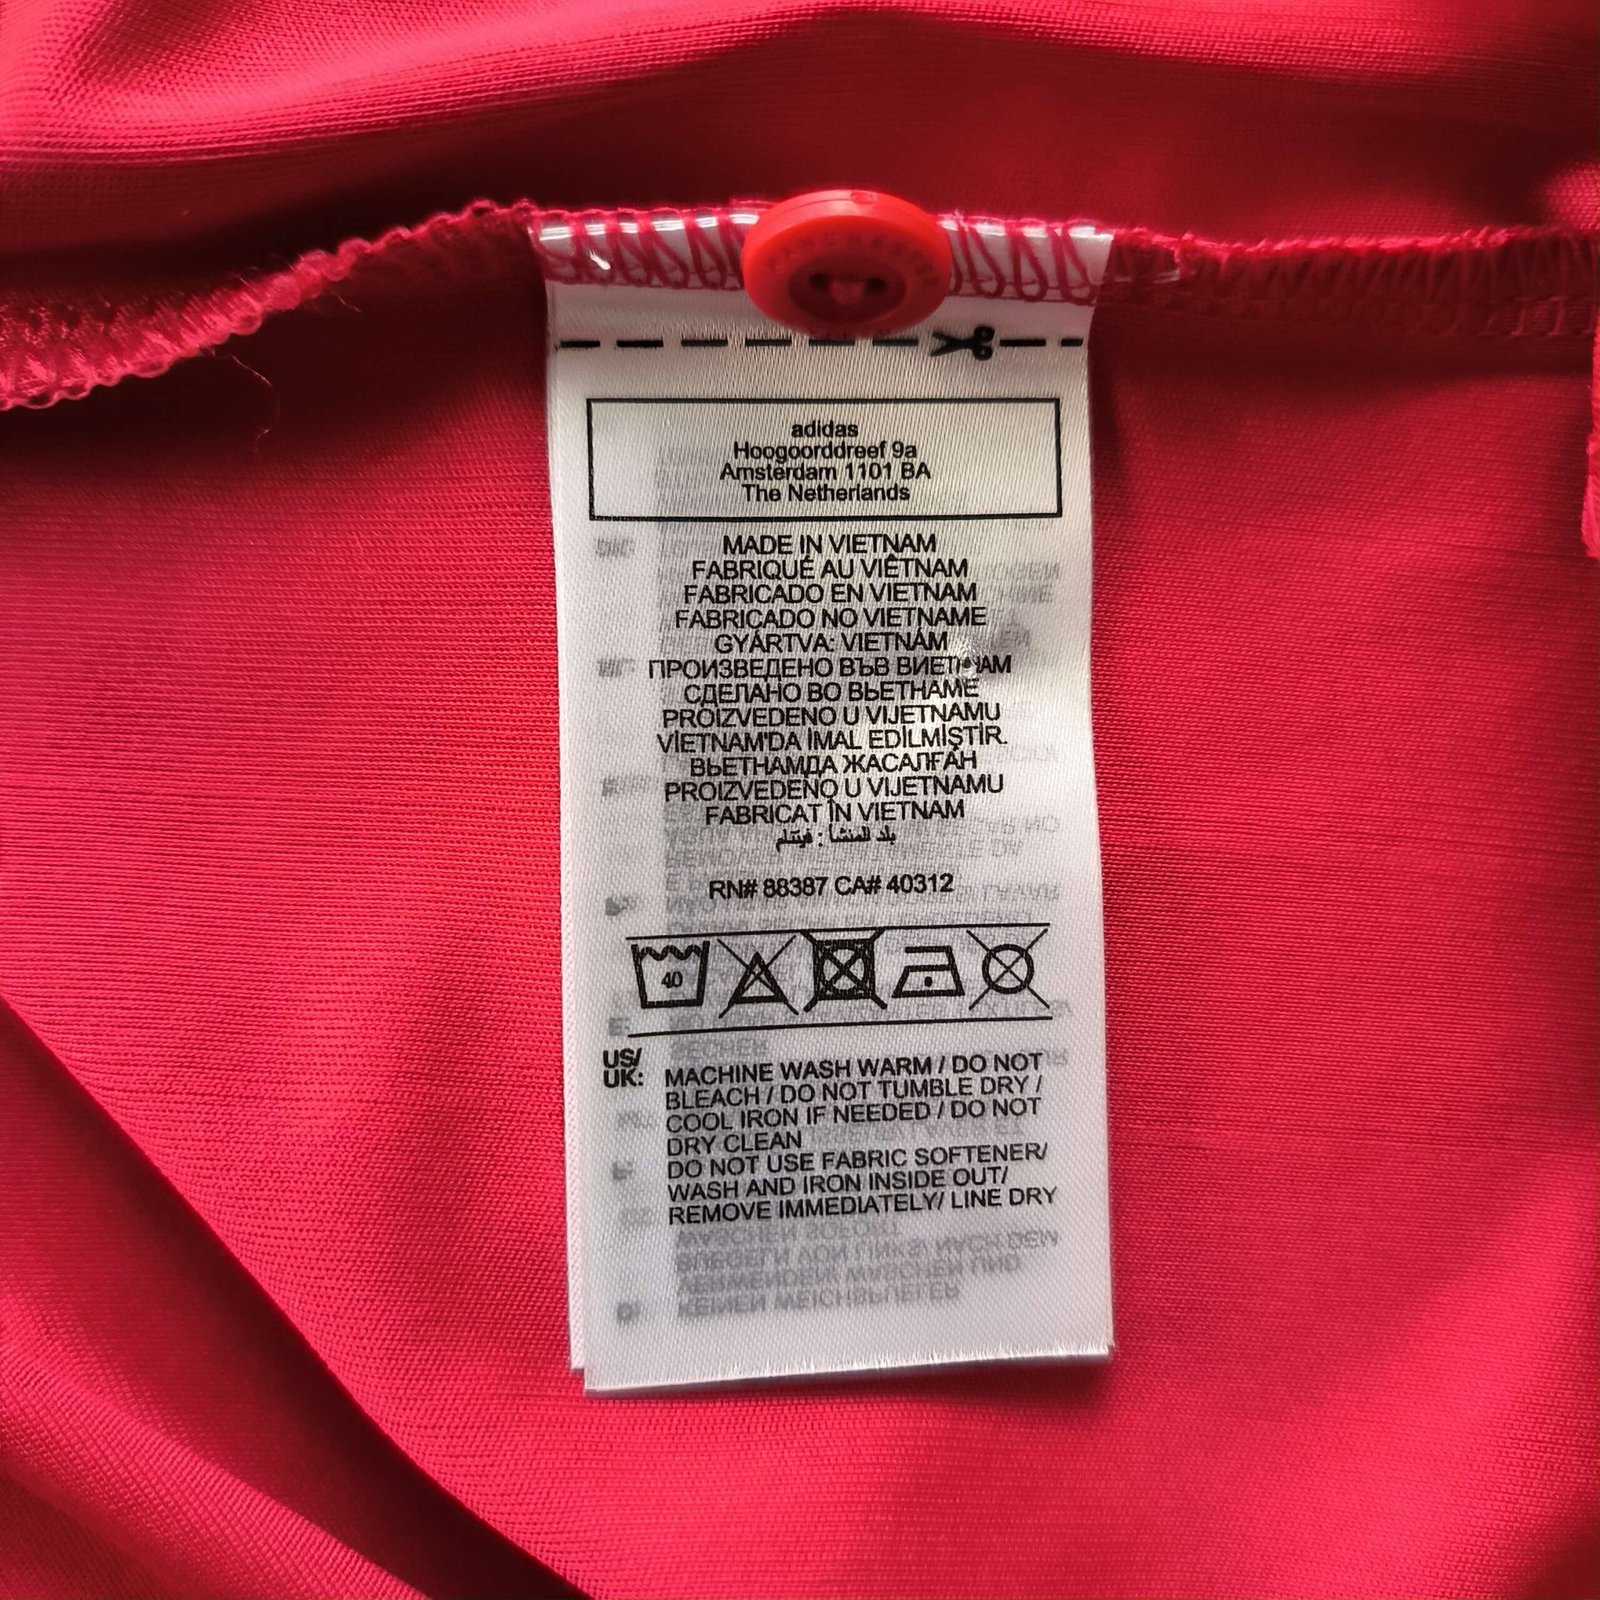 MANCHESTER
adidas
Hoogoorddreef 9a
Amsterdam 1101 BA
The Netherlands
MADE IN VIETNAM
FABRIQUÉ AU VIÊTNAM
FABRICADO EN VIETNAM
FABRICADO NO VIETNAME
GYÁRTVA: VIETNÁM
ПРОИЗВЕДЕНО ВЪВ ВИЕТНАМ
СДЕЛАНО ВО ВЬЕТНАМЕ
PROIZVEDENO U VIJETNAMU
VİETNAM'DA İMAL EDİLMİŞTİR.
ВЬЕТНАМДА ЖАСАЛҒАН
PROIZVEDENO U VIJETNAMU
FABRICAT ÎN VIETNAM
بلد المنشأ : فيتنام
RN# 88387 CA# 40312
40
US/
UK:
MACHINE WASH WARM / DO NOT
BLEACH / DO NOT TUMBLE DRY /
COOL IRON IF NEEDED / DO NOT
DRY CLEAN
DO NOT USE FABRIC SOFTENER/
WASH AND IRON INSIDE OUT/
REMOVE IMMEDIATELY/ LINE DRY